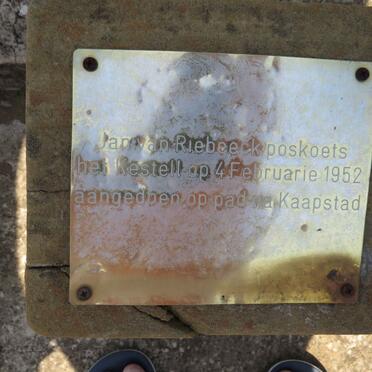 Jan van Riebeeck poskoets
het Kestell op 4 Februarie 1952
aangedoen op pad na Kaapstad